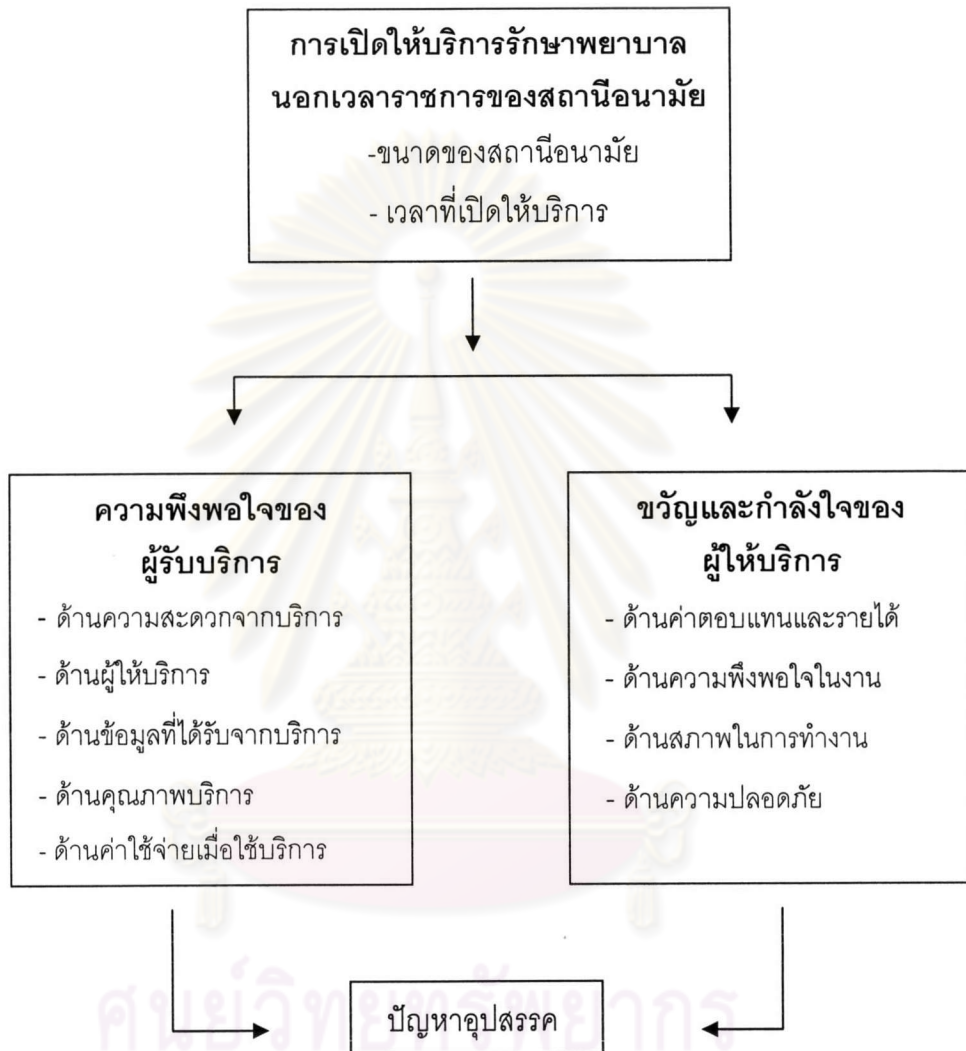 การเปิดให้บริการรักษาพยาบาล
นอกเวลาราชการของสถานีอนามัย
-ขนาดของสถานีอนามัย
- เวลาที่เปิดให้บริการ
ความพึงพอใจของ
ผู้รับบริการ
- ด้านความสะดวกจากบริการ
- ด้านผู้ให้บริการ
- ด้านข้อมูลที่ได้รับจากบริการ
- ด้านคุณภาพบริการ
- ด้านค่าใช้จ่ายเมื่อใช้บริการ
ขวัญและกำลังใจของ
ผู้ให้บริการ
- ด้านค่าตอบแทนและรายได้
- ด้านความพึงพอใจในงาน
- ด้านสภาพในการทำงาน
- ด้านความปลอดภัย
ปัญหาอุปสรรค
ศูนย์วิทยทรัพยากร